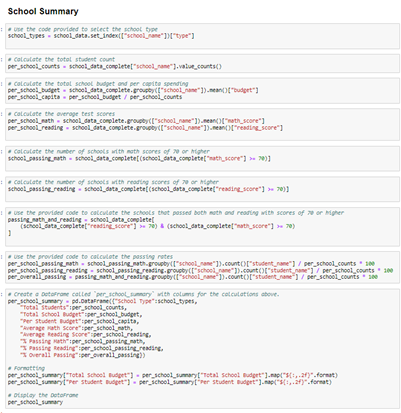 School Summary
# Use the code provided to select the school type
school_types = school_data.set_index(["school_name"])["type"]
# Calculate the total student count
per_school_counts = school_data_complete["school_name"].value_counts()
# Calculate the total school budget and per capita spending
per_school_budget = school_data_complete.groupby(["school_name"]).mean()["budget"]
per_school_capita = per_school_budget / per_school_counts
# Calculate the average test scores
per_school_math = school_data_complete.groupby(["school_name"]).mean()["math_score"]
per_school_reading = school_data_complete.groupby(["school_name"]).mean()["reading_score"]
# Calculate the number of schools with math scores of 70 or higher
school_passing_math = school_data_complete[(school_data_complete["math_score"] >= 70)]
# Calculate the number of schools with reading scores of 70 or higher
school_passing_reading = school_data_complete[(school_data_complete["reading_score"] >= 70)]
# Use the provided code to calculate the schools that passed both math and reading with scores of 70 or higher
passing_math_and_reading = school_data_complete[
(school_data_complete["reading_score"] >= 70) & (school_data_complete["math_score"] >= 70)
]
# Use the provided code to calculate the passing rates
per_school_passing_math = school_passing_math.groupby(["school_name"]).count()["student_name"] / per_school_counts * 100
per_school_passing_reading = school_passing_reading.groupby(["school_name"]).count()["student_name"] / per_school_counts * 100
per_overall_passing = passing_math_and_reading.groupby(["school_name"]).count()["student_name"] / per_school_counts * 100
# Create a DataFrame called `per_school_summary` with columns for the calculations above.
per_school_summary = pd.DataFrame({"School Type":school_types,
"Total Students":per_school_counts,
"Total School Budget":per_school_budget,
"Per Student Budget":per_school_capita,
"Average Math Score":per_school_math,
"Average Reading Score":per_school_reading,
"% Passing Math":per_school_passing_math,
"% Passing Reading":per_school_passing_reading,
"% Overall Passing":per_overall_passing})
# Formatting
per_school_summary["Total School Budget"] = per_school_summary["Total School Budget"].map("${:,.2f}".format)
per_school_summary["Per Student Budget"] = per_school_summary["Per Student Budget"].map("${:,.2f}".format)
# Display the DataFrame
per_school_summary